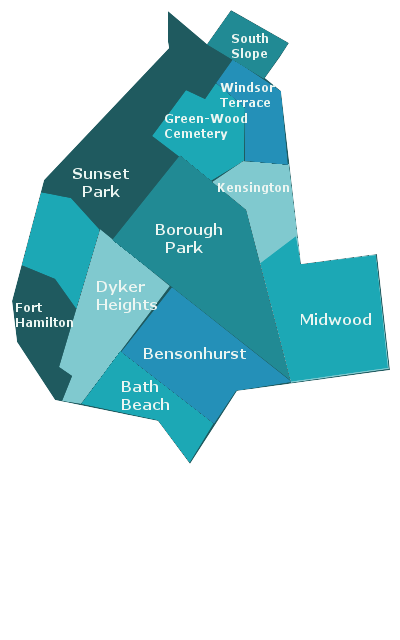 South
Slope
Windsor
Terrace
Green-Wood
Cemetery
Sunset
Park
Kensington
Borough
Park
Dyker
Heights
Fort
Hamilton
Midwood
Bensonhurst
Bath
Beach